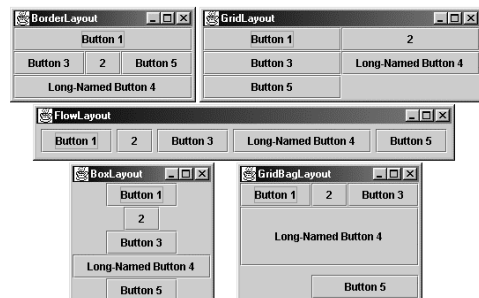 BorderLayout
Button 1
Button 3 2 Button 5
Long-Named Button 4
GridLayout
Button 1 2
Button 3 Long-Named Button 4
Button 5
FlowLayout
Button 1 2 Button 3 Long-Named Button 4 Button 5
BoxLayout
Button 1
2
Button 3
Long-Named Button 4
Button 5
GridBagLayout
Button 1 2 Button 3
Long-Named Button 4
Button 5